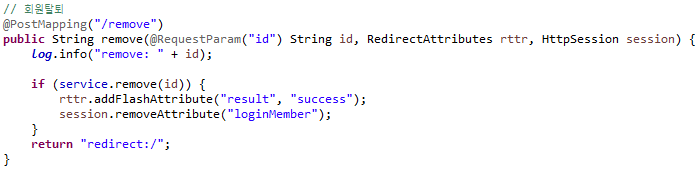 // 회원탈퇴
@PostMapping("/remove")
public String remove(@RequestParam("id") String id, RedirectAttributes rttr, HttpSession session) {
    log.info("remove: " + id);

    if (service.remove(id)) {
        rttr.addFlashAttribute("result", "success");
        session.removeAttribute("loginMember");
    }
    return "redirect:/";
}